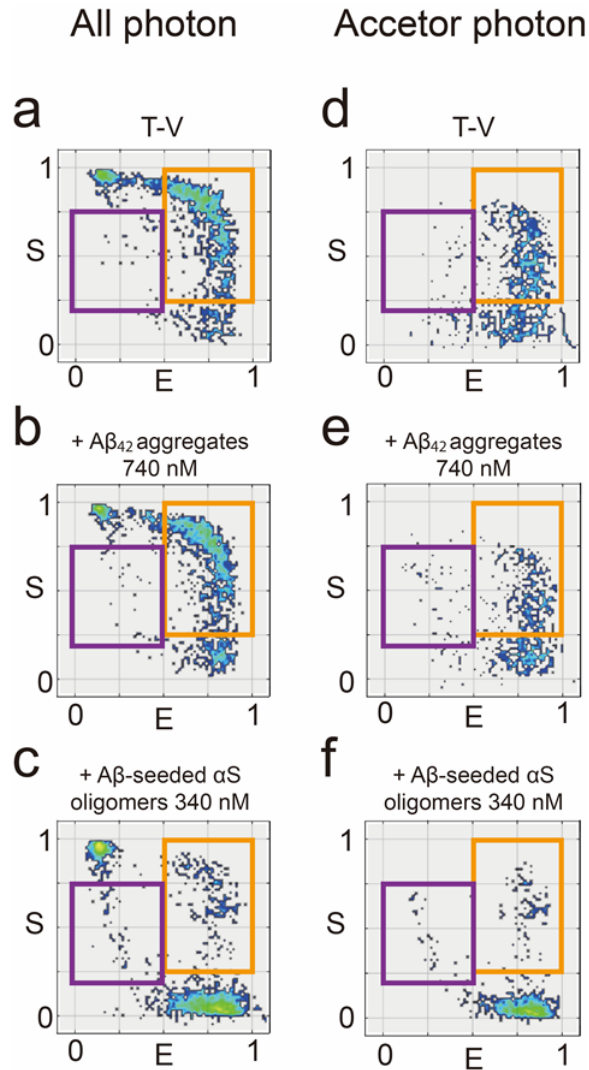 All photon
Accetor photon
a
T-V
1
S
0
0
E
1
d
T-V
1
S
0
0
E
1
b
+ Aβ₄₂ aggregates
740 nM
1
S
0
0
E
1
e
+ Aβ₄₂ aggregates
740 nM
1
S
0
0
E
1
c
+ Aβ-seeded αS
oligomers 340 nM
1
S
0
0
E
1
f
+ Aβ-seeded αS
oligomers 340 nM
1
S
0
0
E
1